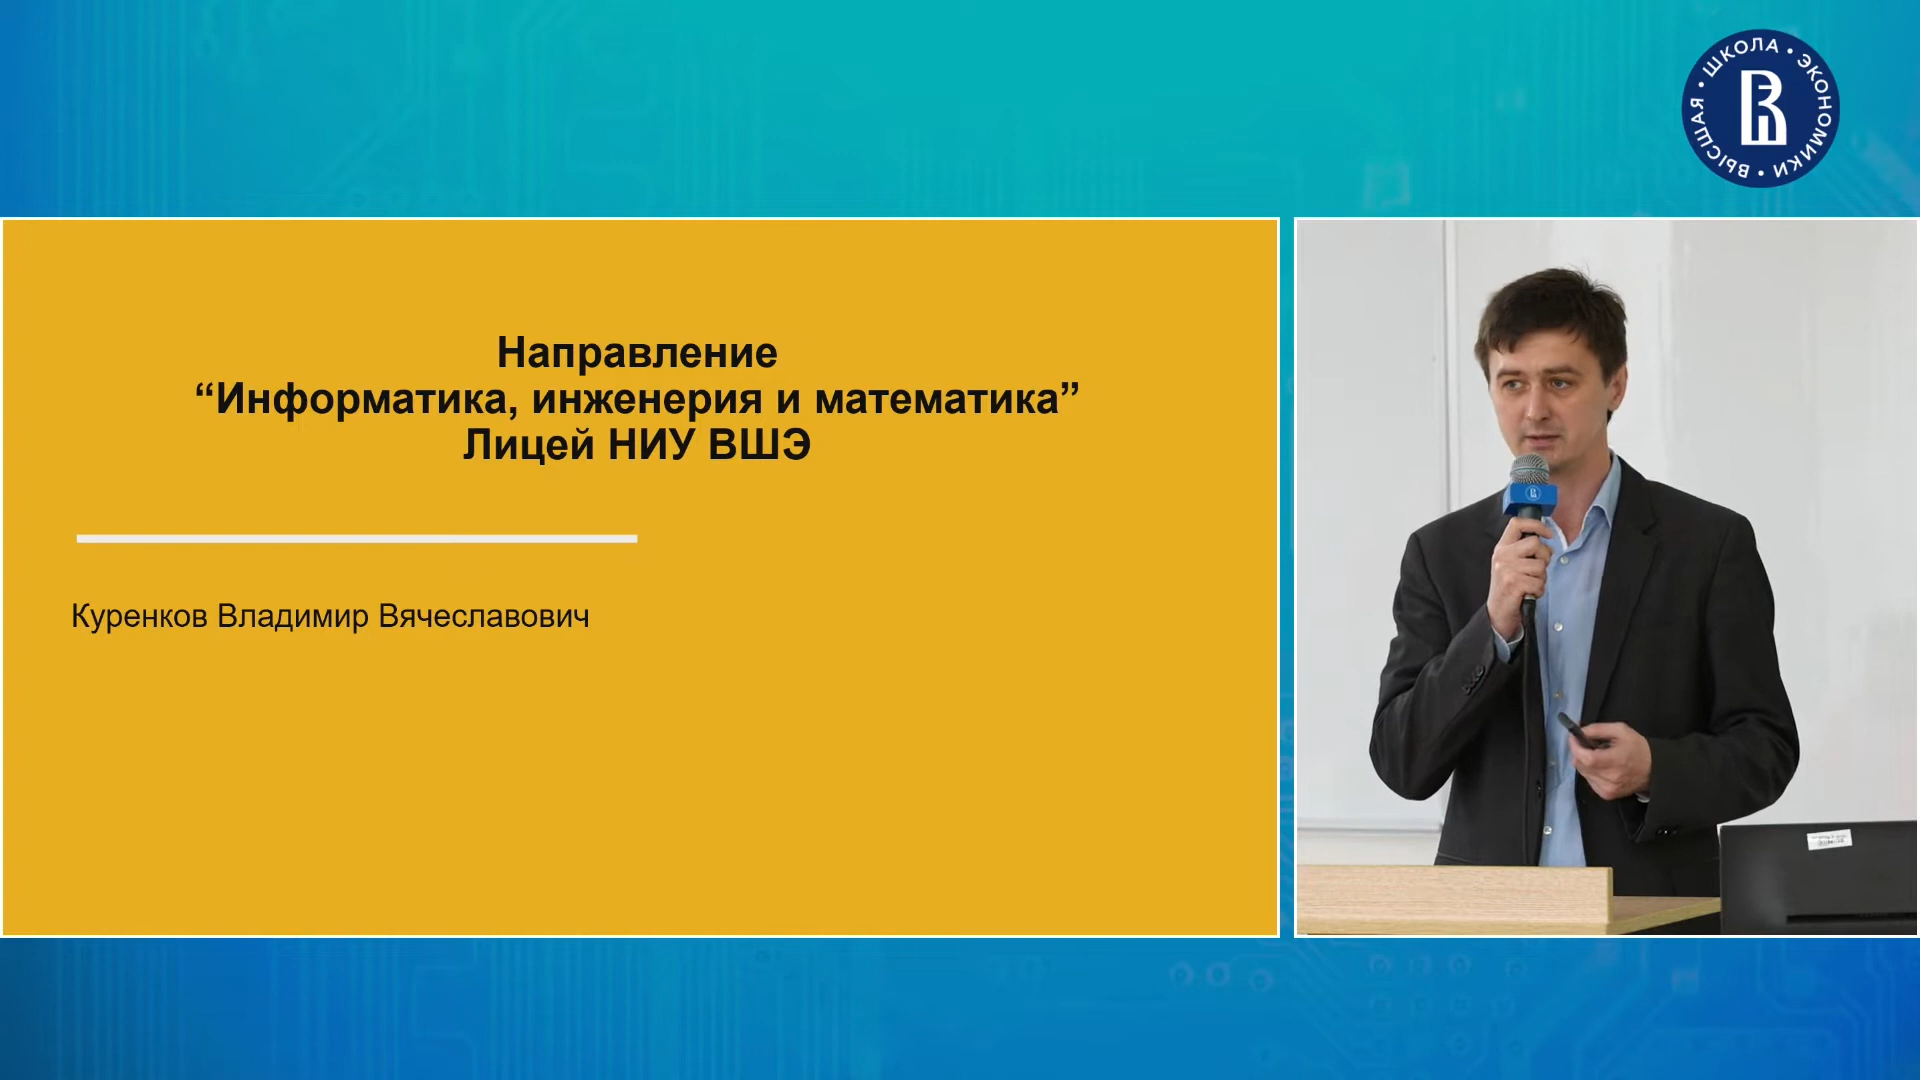 ВЫСШАЯ • ШКОЛА • ЭКОНОМИКИ •
Направление
“Информатика, инженерия и математика”
Лицей НИУ ВШЭ
Куренков Владимир Вячеславович